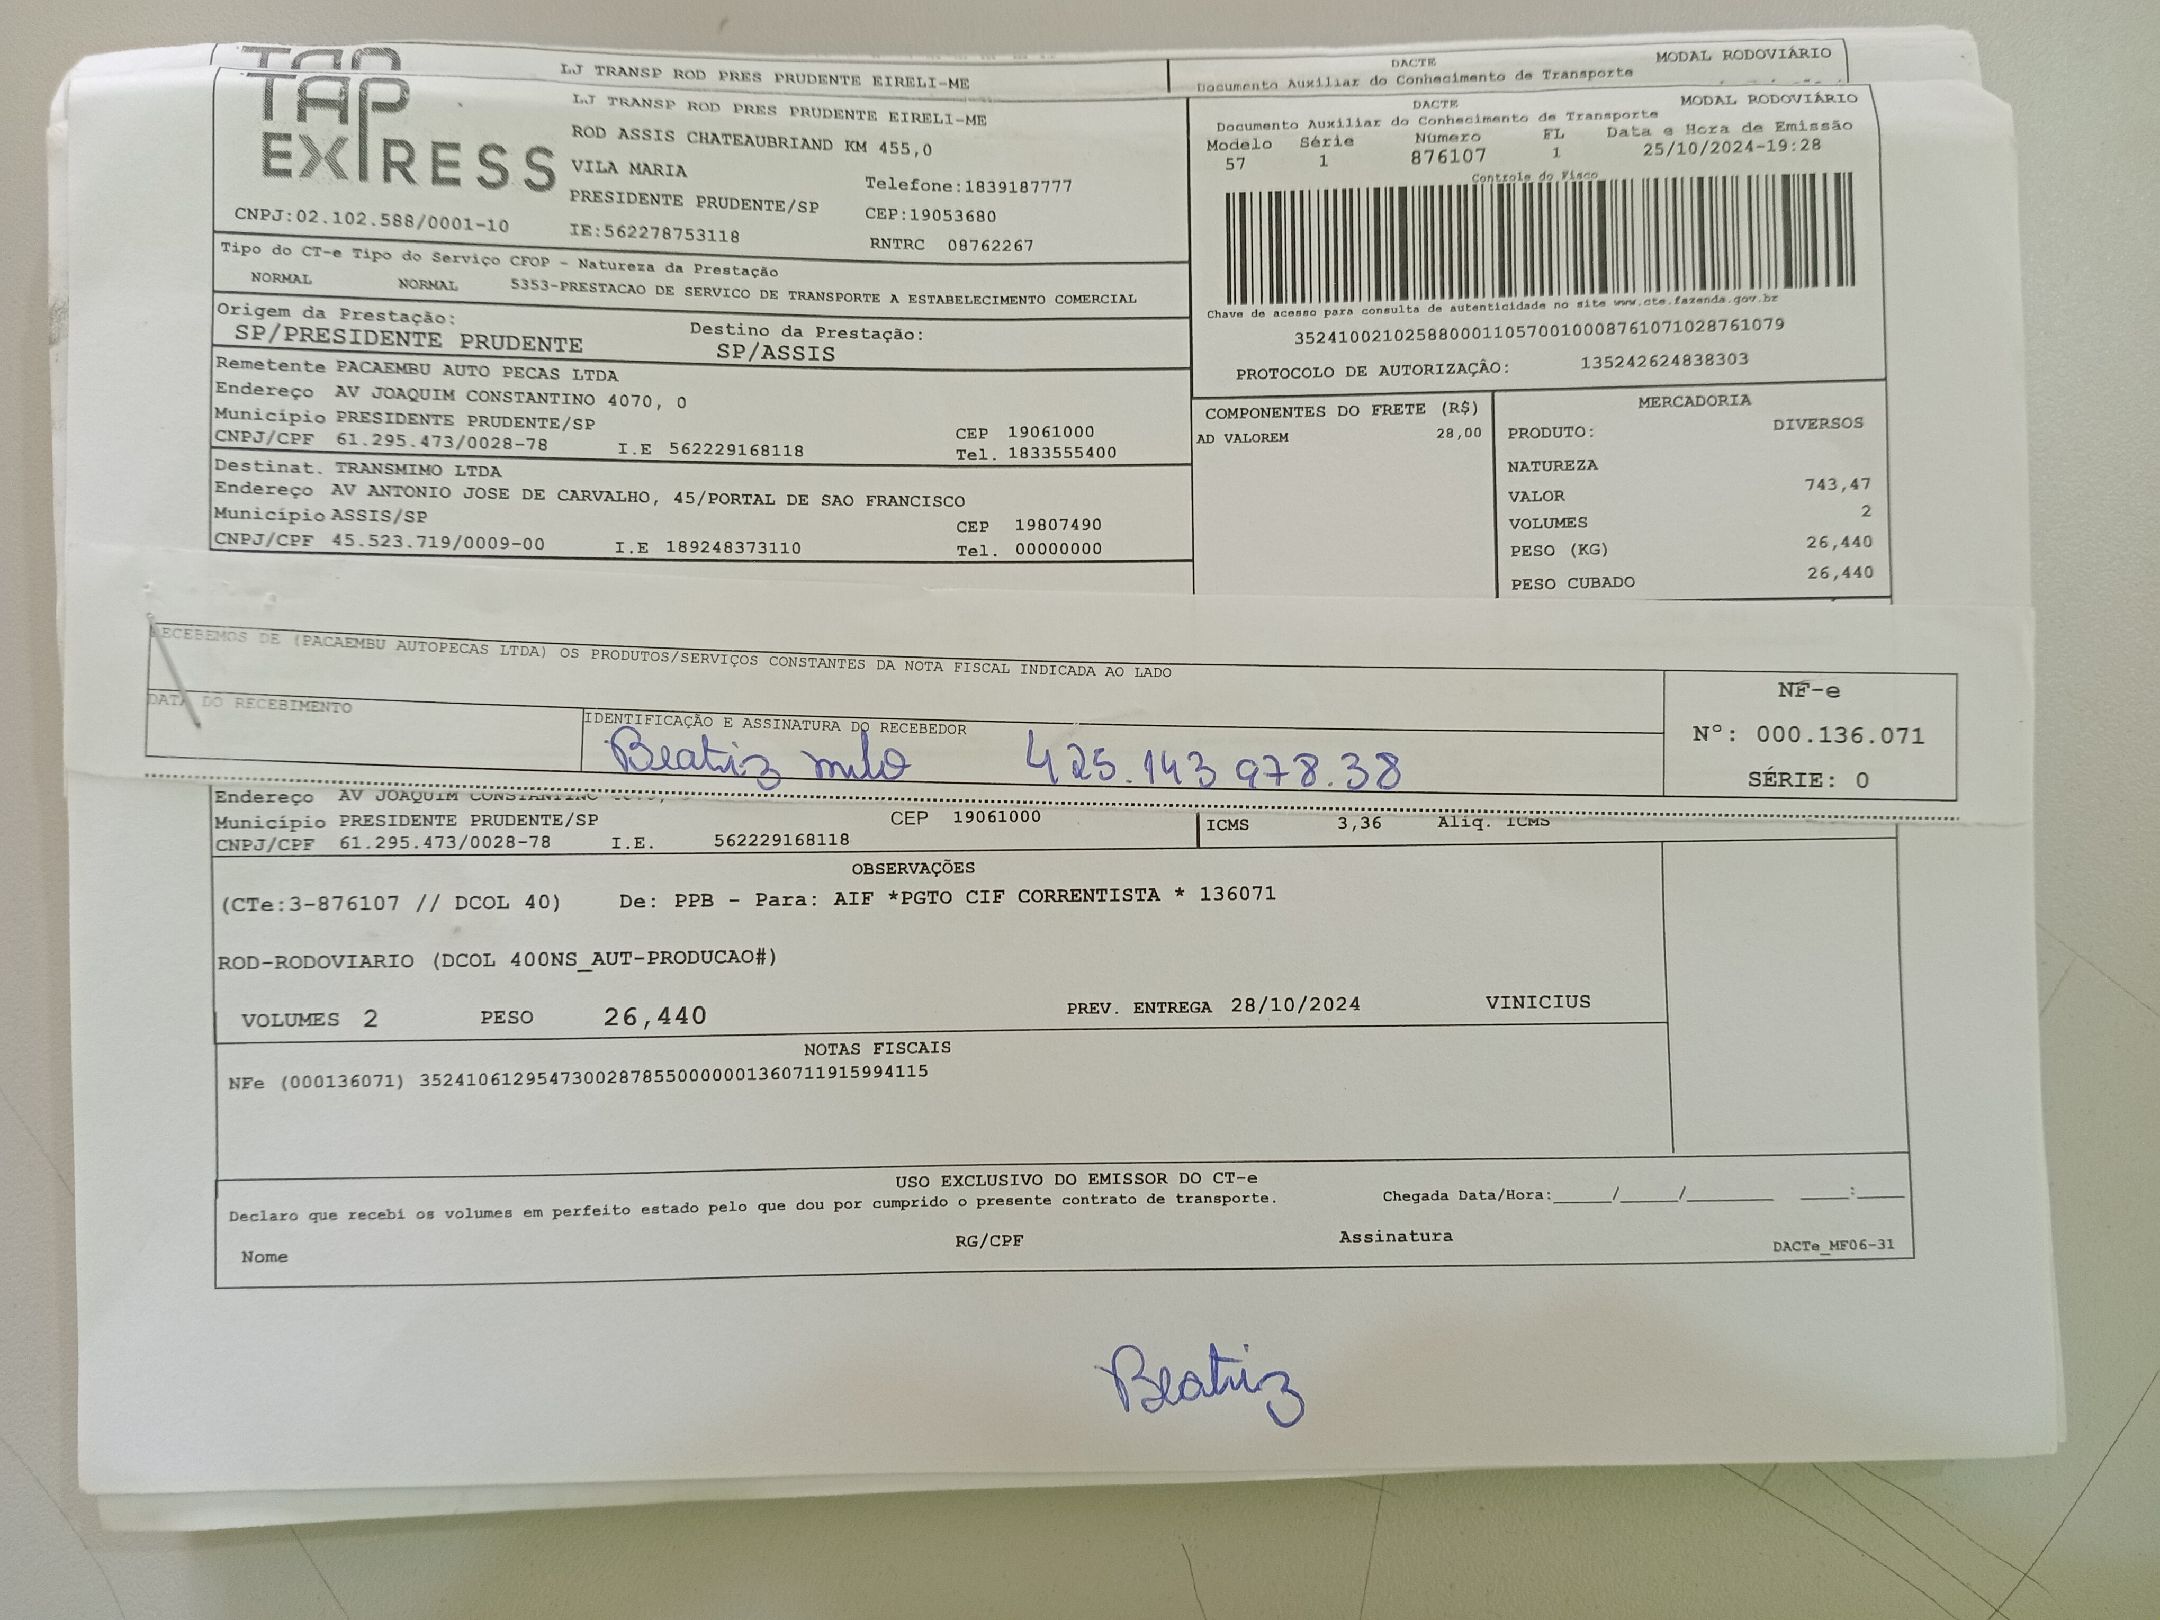 LJ TRANSP ROD PRES PRUDENTE EIRELI-ME
DACTE
MODAL RODOVIÁRIO
Documento Auxiliar do Conhecimento de Transporte
TAP
EXPRESS
LJ TRANSP ROD PRES PRUDENTE EIRELI-ME
ROD ASSIS CHATEAUBRIAND KM 455,0
VILA MARIA
Telefone:1839187777
PRESIDENTE PRUDENTE/SP
CEP:19053680
CNPJ:02.102.588/0001-10
IE:562278753118
RNTRC 08762267
DACTE
MODAL RODOVIÁRIO
Documento Auxiliar do Conhecimento de Transporte
Modelo Série Número FL Data e Hora de Emissão
57 1 876107 1 25/10/2024-19:28
Controle do Fisco
Chave de acesso para consulta de autenticidade no site www.cte.fazenda.gov.br
35241002102588000110570010008761071028761079
PROTOCOLO DE AUTORIZAÇÃO: 135242624838303
Tipo do CT-e Tipo do Serviço CFOP - Natureza da Prestação
NORMAL NORMAL 5353-PRESTACAO DE SERVICO DE TRANSPORTE A ESTABELECIMENTO COMERCIAL
Origem da Prestação: Destino da Prestação:
SP/PRESIDENTE PRUDENTE SP/ASSIS
Remetente PACAEMBU AUTO PECAS LTDA
Endereço AV JOAQUIM CONSTANTINO 4070, 0
Município PRESIDENTE PRUDENTE/SP CEP 19061000
CNPJ/CPF 61.295.473/0028-78 I.E 562229168118 Tel. 1833555400
Destinat. TRANSMIMO LTDA
Endereço AV ANTONIO JOSE DE CARVALHO, 45/PORTAL DE SAO FRANCISCO
Município ASSIS/SP CEP 19807490
CNPJ/CPF 45.523.719/0009-00 I.E 189248373110 Tel. 00000000
COMPONENTES DO FRETE (R$)
AD VALOREM 28,00
MERCADORIA
PRODUTO: DIVERSOS
NATUREZA
VALOR 743,47
VOLUMES 2
PESO (KG) 26,440
PESO CUBADO 26,440
RECEBEMOS DE (PACAEMBU AUTOPECAS LTDA) OS PRODUTOS/SERVIÇOS CONSTANTES DA NOTA FISCAL INDICADA AO LADO
DATA DO RECEBIMENTO
IDENTIFICAÇÃO E ASSINATURA DO RECEBEDOR
Beatriz 425.143 978.38
NF-e
Nº: 000.136.071
SÉRIE: 0
Endereço AV JOAQUIM CONSTANTINO
Município PRESIDENTE PRUDENTE/SP CEP 19061000
CNPJ/CPF 61.295.473/0028-78 I.E. 562229168118
ICMS 3,36 Aliq. ICMS
OBSERVAÇÕES
(CTe:3-876107 // DCOL 40) De: PPB - Para: AIF *PGTO CIF CORRENTISTA * 136071
ROD-RODOVIARIO (DCOL 400NS_AUT-PRODUCAO#)
VOLUMES 2 PESO 26,440 PREV. ENTREGA 28/10/2024 VINICIUS
NOTAS FISCAIS
NFe (000136071) 35241061295473002878550000001360711915994115
USO EXCLUSIVO DO EMISSOR DO CT-e
Declaro que recebi os volumes em perfeito estado pelo que dou por cumprido o presente contrato de transporte.
Chegada Data/Hora:_____/_____/_______ ____:____
Nome RG/CPF Assinatura DACTe_MF06-31
Beatriz